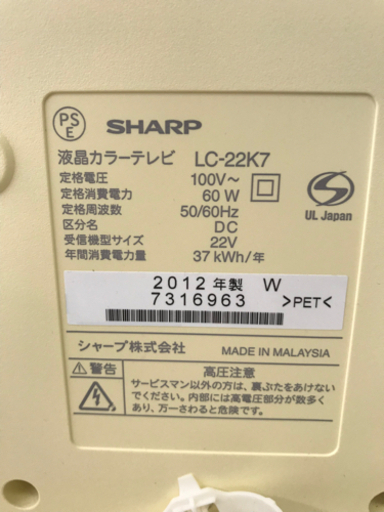 PS
E
SHARP
液晶カラーテレビ LC-22K7
定格電圧 100V～
定格消費電力 60 W
定格周波数 50/60Hz
区分名 DC
受信機型サイズ 22V
年間消費電力量 37 kWh/年
S
UL Japan
2012 年製 W
7316963
>PET<
シャープ株式会社 MADE IN MALAYSIA
警告 高圧注意
サービスマン以外の方は、裏ぶたをあけない
でください。内部には高電圧部分が数多く
あり、万一さわると危険です。